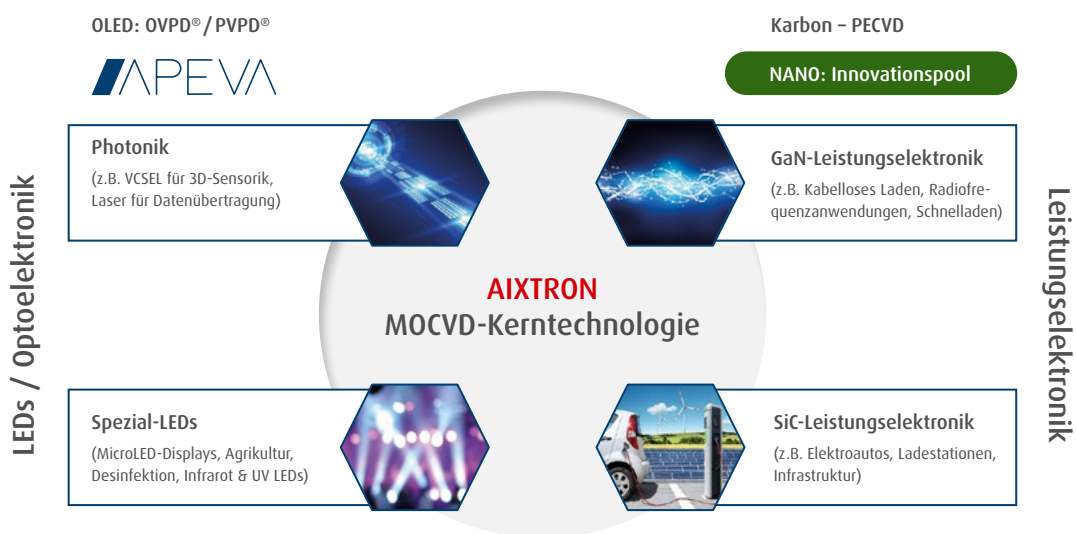 OLED: OVPD® / PVPD®
APEVA
Karbon – PECVD
NANO: Innovationspool
LEDs / Optoelektronik
Photonik
(z.B. VCSEL für 3D-Sensorik,
Laser für Datenübertragung)
GaN-Leistungselektronik
(z.B. Kabelloses Laden, Radiofre-
quenzanwendungen, Schnelladen)
Leistungselektronik
AIXTRON
MOCVD-Kerntechnologie
Spezial-LEDs
(MicroLED-Displays, Agrikultur,
Desinfektion, Infrarot & UV LEDs)
SiC-Leistungselektronik
(z.B. Elektroautos, Ladestationen,
Infrastruktur)